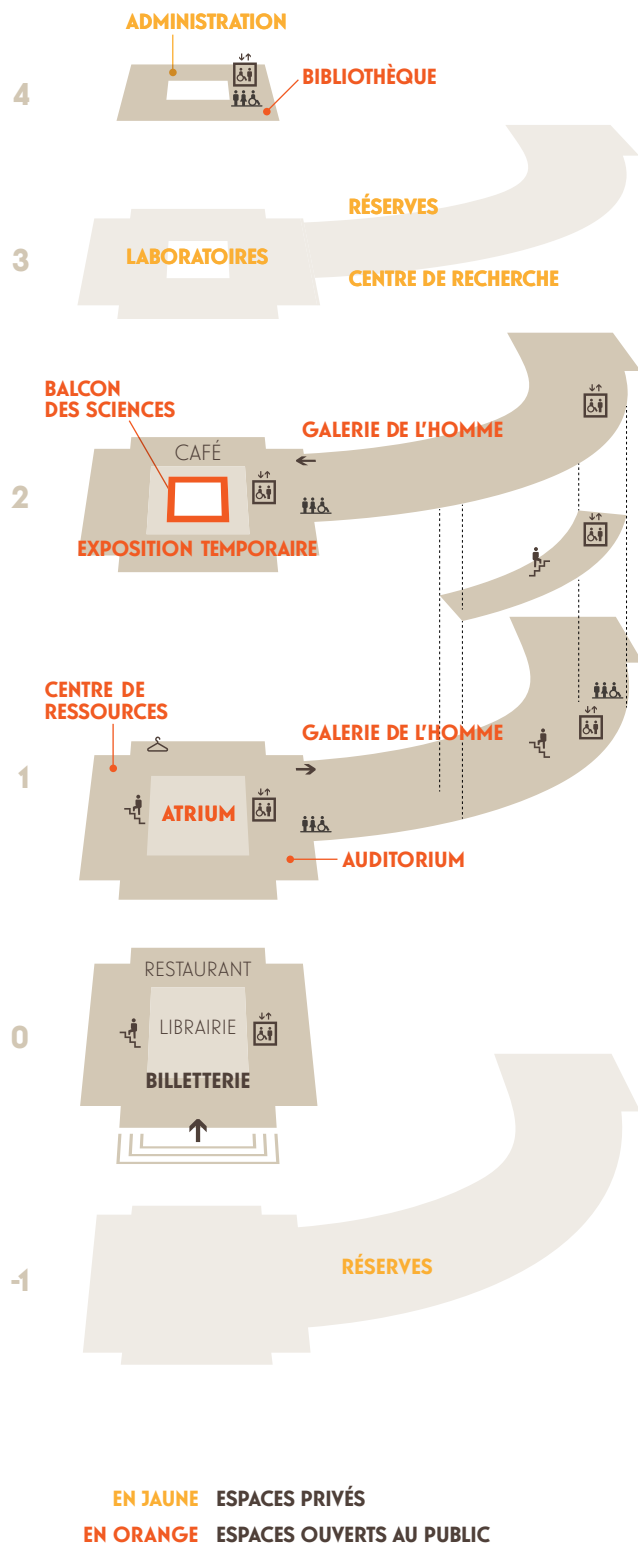 ADMINISTRATION
4
BIBLIOTHÈQUE
RÉSERVES
3
LABORATOIRES
CENTRE DE RECHERCHE
BALCON
DES SCIENCES
GALERIE DE L'HOMME
CAFÉ
2
EXPOSITION TEMPORAIRE
CENTRE DE
RESSOURCES
GALERIE DE L'HOMME
1
ATRIUM
AUDITORIUM
RESTAURANT
0
LIBRAIRIE
BILLETTERIE
RÉSERVES
-1
EN JAUNE ESPACES PRIVÉS
EN ORANGE ESPACES OUVERTS AU PUBLIC